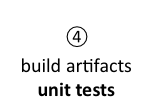 ④
build artifacts
unit tests